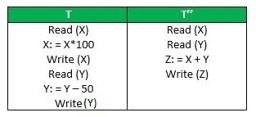 T T"
Read (X) Read (X)
X: = X*100 Read (Y)
Write (X) Z: = X + Y
Read (Y) Write (Z)
Y: = Y – 50
Write (Y)